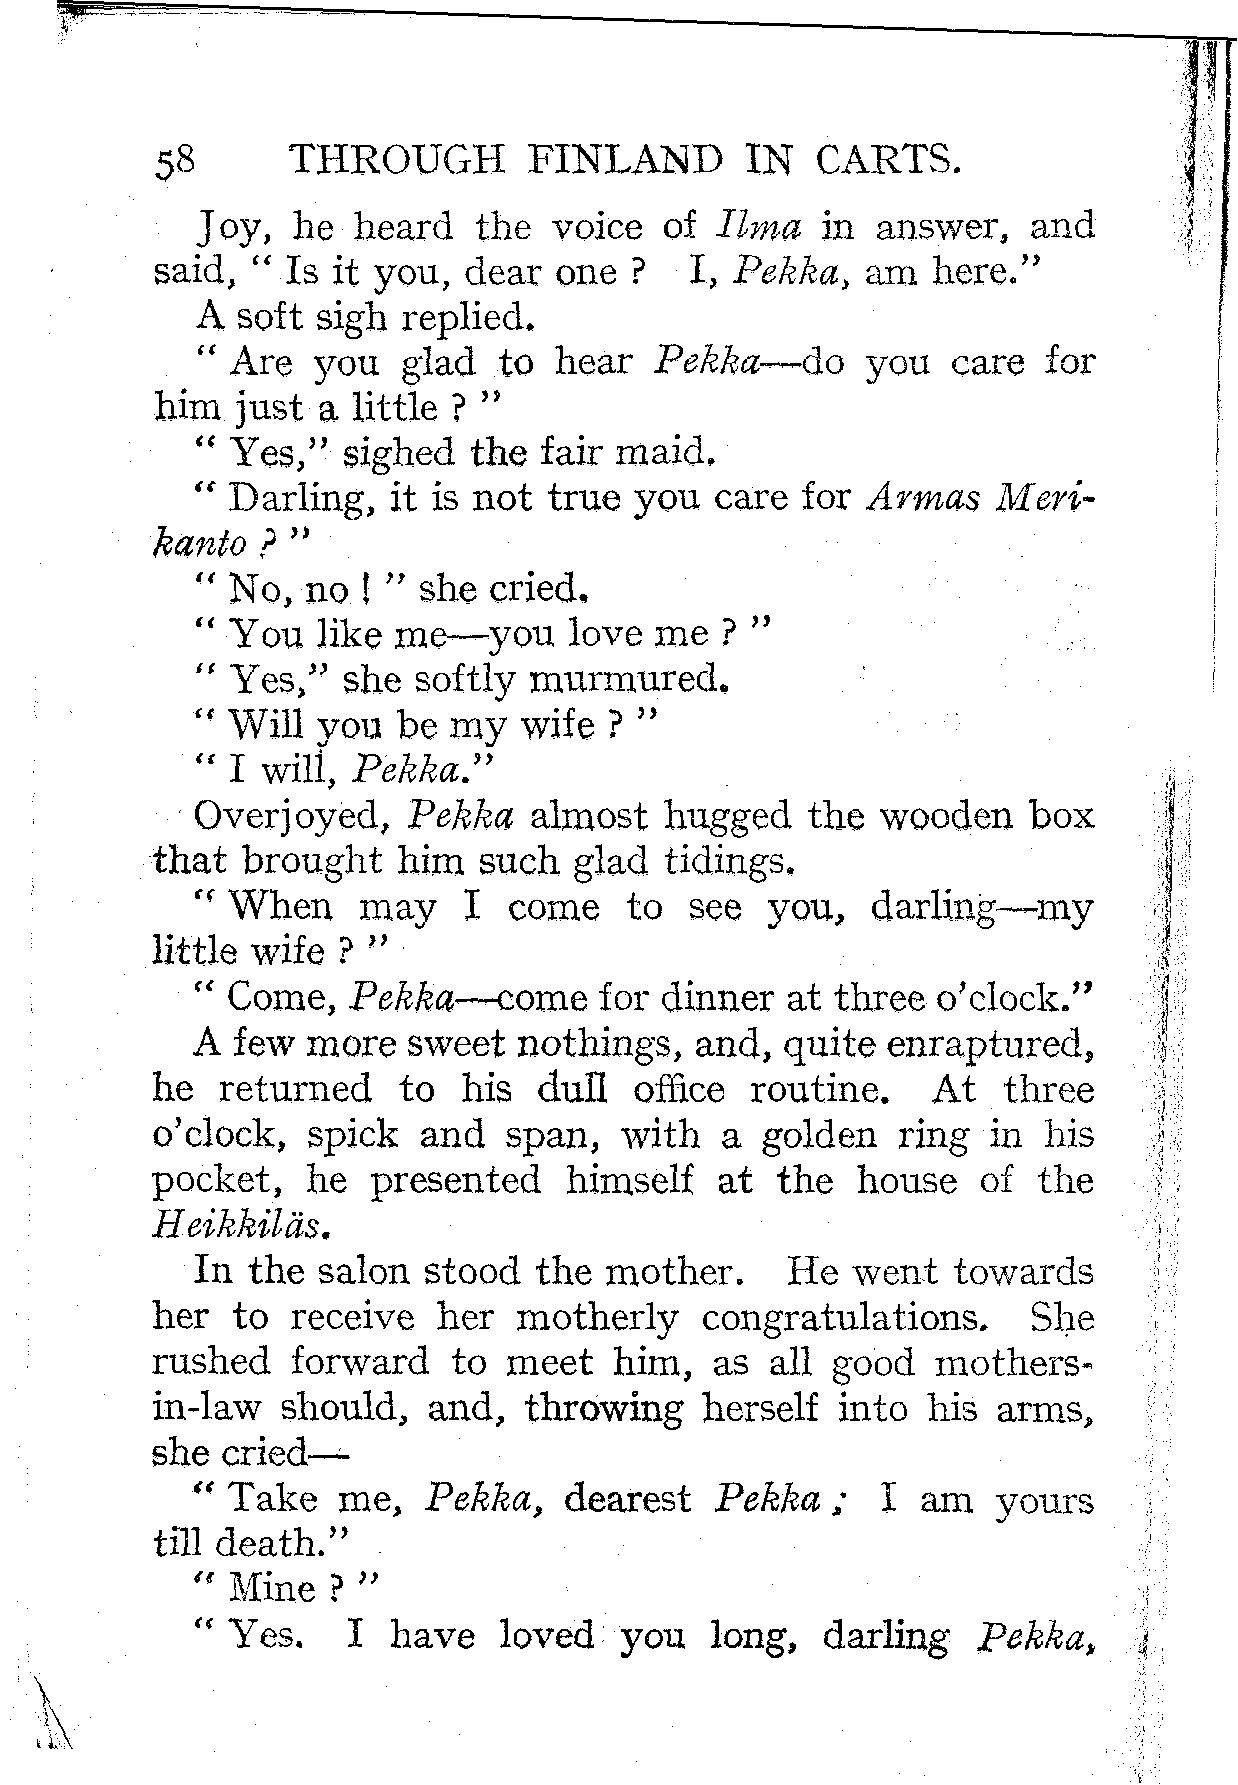 58 THROUGH FINLAND IN CARTS.
Joy, he heard the voice of Ilma in answer, and
said, “ Is it you, dear one ? I, Pekka, am here.”
A soft sigh replied.
“ Are you glad to hear Pekka—do you care for
him just a little ? ”
“ Yes,” sighed the fair maid.
“ Darling, it is not true you care for Armas Meri-
kanto ? ”
“ No, no ! ” she cried.
“ You like me—you love me ? ”
“ Yes,” she softly murmured.
“ Will you be my wife ? ”
“ I will, Pekka.”
Overjoyed, Pekka almost hugged the wooden box
that brought him such glad tidings.
“ When may I come to see you, darling—my
little wife ? ”
“ Come, Pekka—come for dinner at three o’clock.”
A few more sweet nothings, and, quite enraptured,
he returned to his dull office routine. At three
o’clock, spick and span, with a golden ring in his
pocket, he presented himself at the house of the
Heikkiläs.
In the salon stood the mother. He went towards
her to receive her motherly congratulations. She
rushed forward to meet him, as all good mothers-
in-law should, and, throwing herself into his arms,
she cried—
“ Take me, Pekka, dearest Pekka ; I am yours
till death.”
“ Mine ? ”
“ Yes. I have loved you long, darling Pekka,